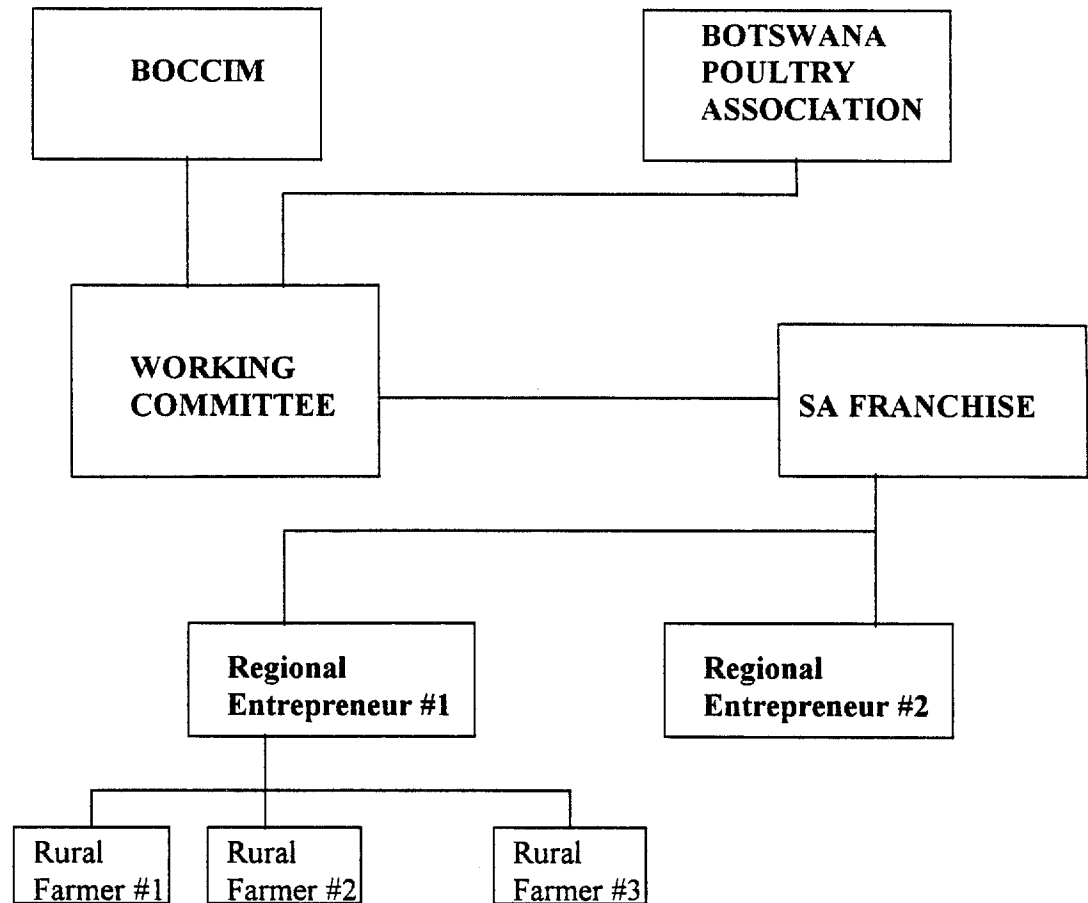 BOCCIM
BOTSWANA
POULTRY
ASSOCIATION
WORKING
COMMITTEE
SA FRANCHISE
Regional
Entrepreneur #1
Regional
Entrepreneur #2
Rural
Farmer #1
Rural
Farmer #2
Rural
Farmer #3